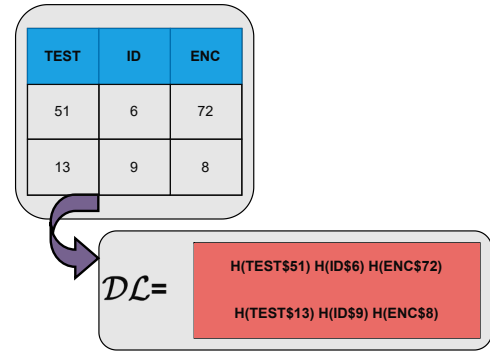 TEST ID ENC
51 6 72
13 9 8
𝒟ℒ=
H(TEST$51) H(ID$6) H(ENC$72)
H(TEST$13) H(ID$9) H(ENC$8)